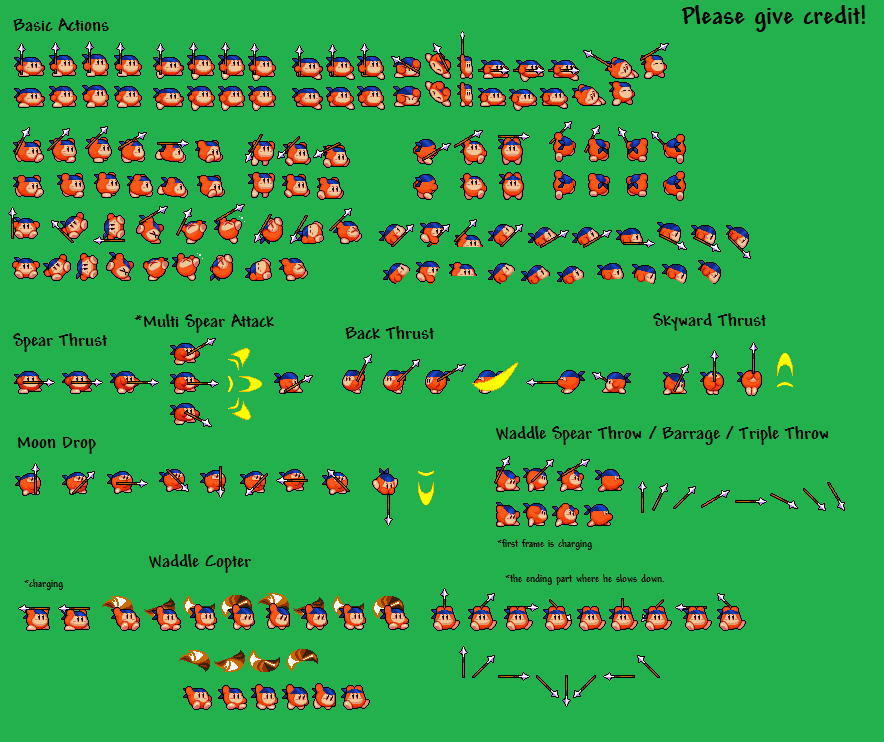 Please give credit!
Basic Actions
*Multi Spear Attack
Skyward Thrust
Spear Thrust
Back Thrust
Moon Drop
Waddle Spear Throw / Barrage / Triple Throw
*first frame is charging
Waddle Copter
*charging
*the ending part where he slows down.